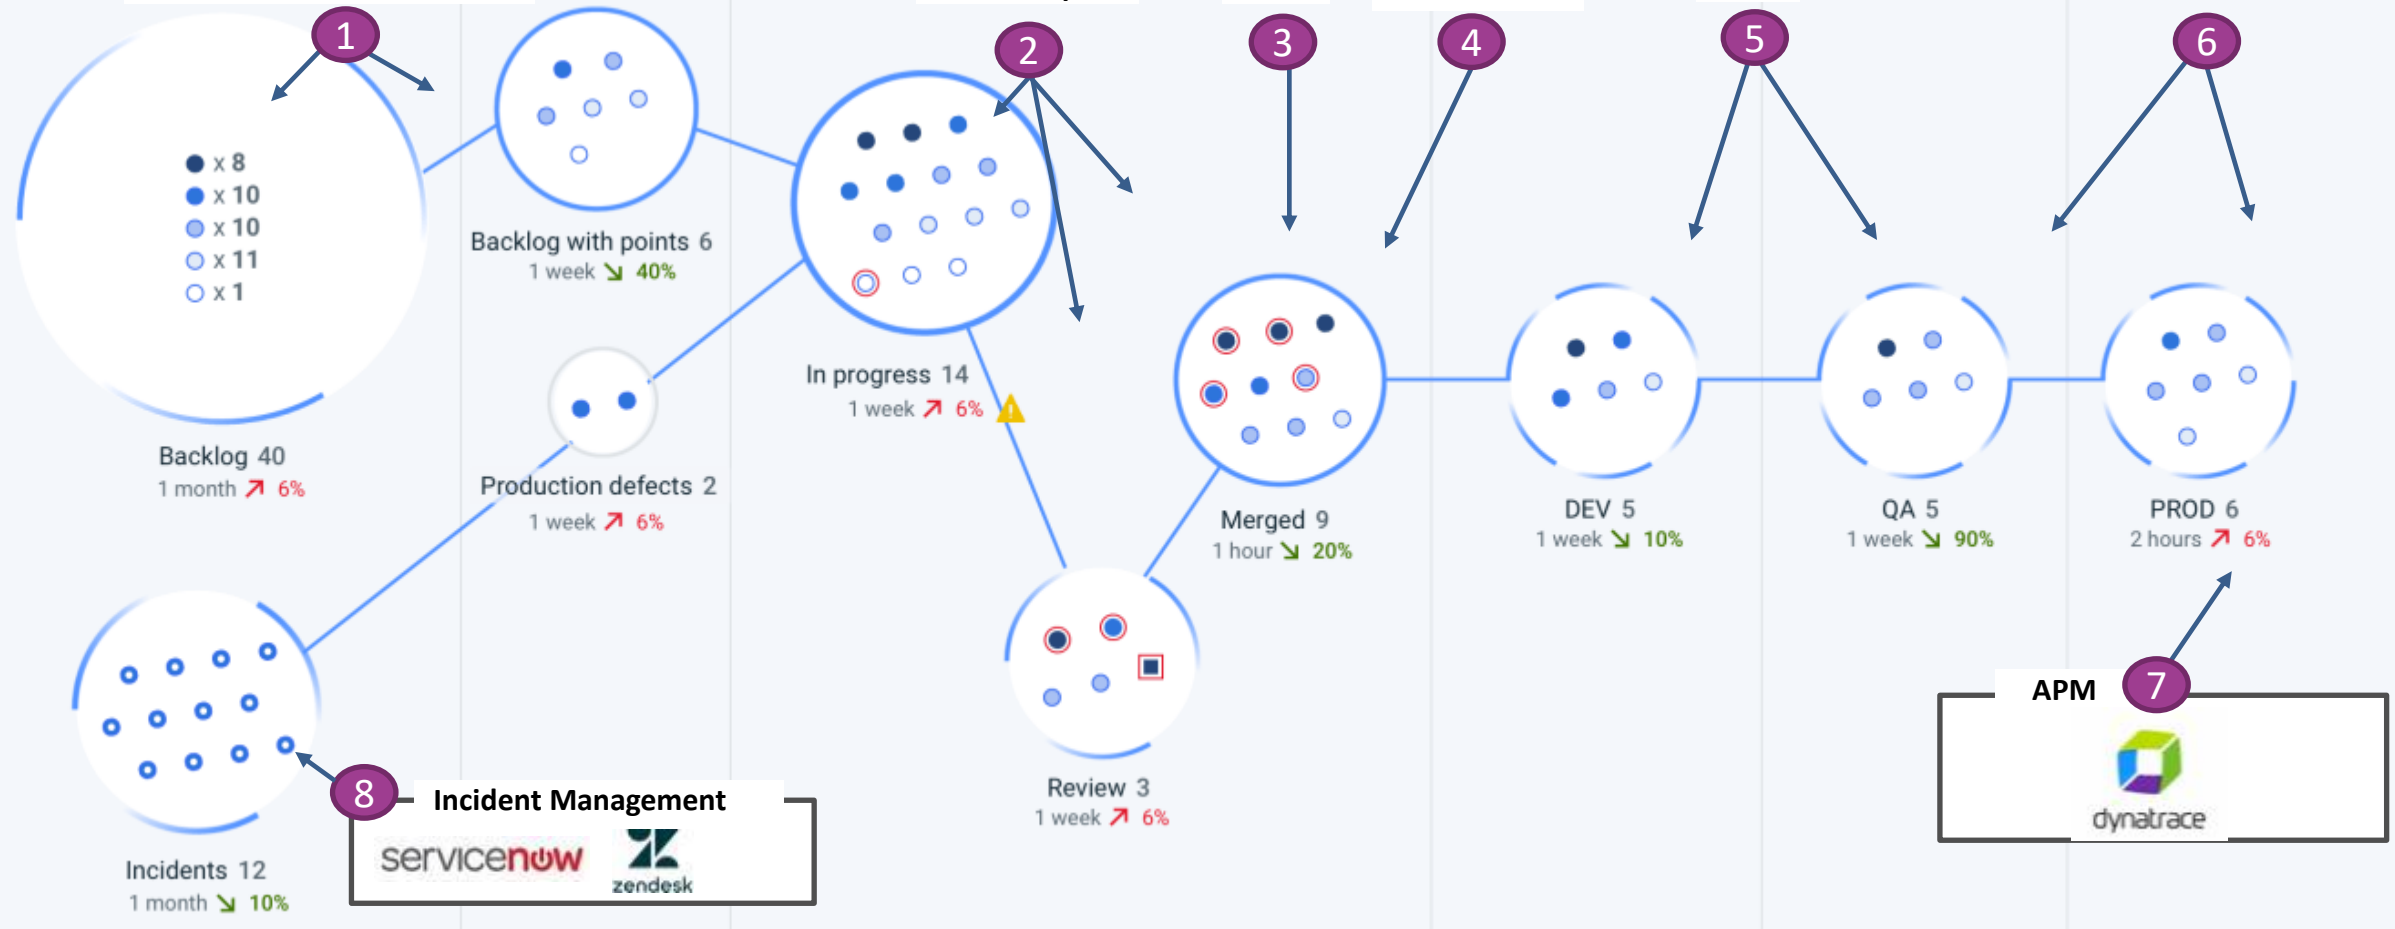 1
2
3
4
5
6
x 8
x 10
x 10
x 11
x 1
Backlog 40
1 month 6%
Backlog with points 6
1 week 40%
Production defects 2
1 week 6%
In progress 14
1 week 6%
Merged 9
1 hour 20%
DEV 5
1 week 10%
QA 5
1 week 90%
PROD 6
2 hours 6%
Review 3
1 week 6%
APM
7
dynatrace
8
Incident Management
servicenow
zendesk
Incidents 12
1 month 10%